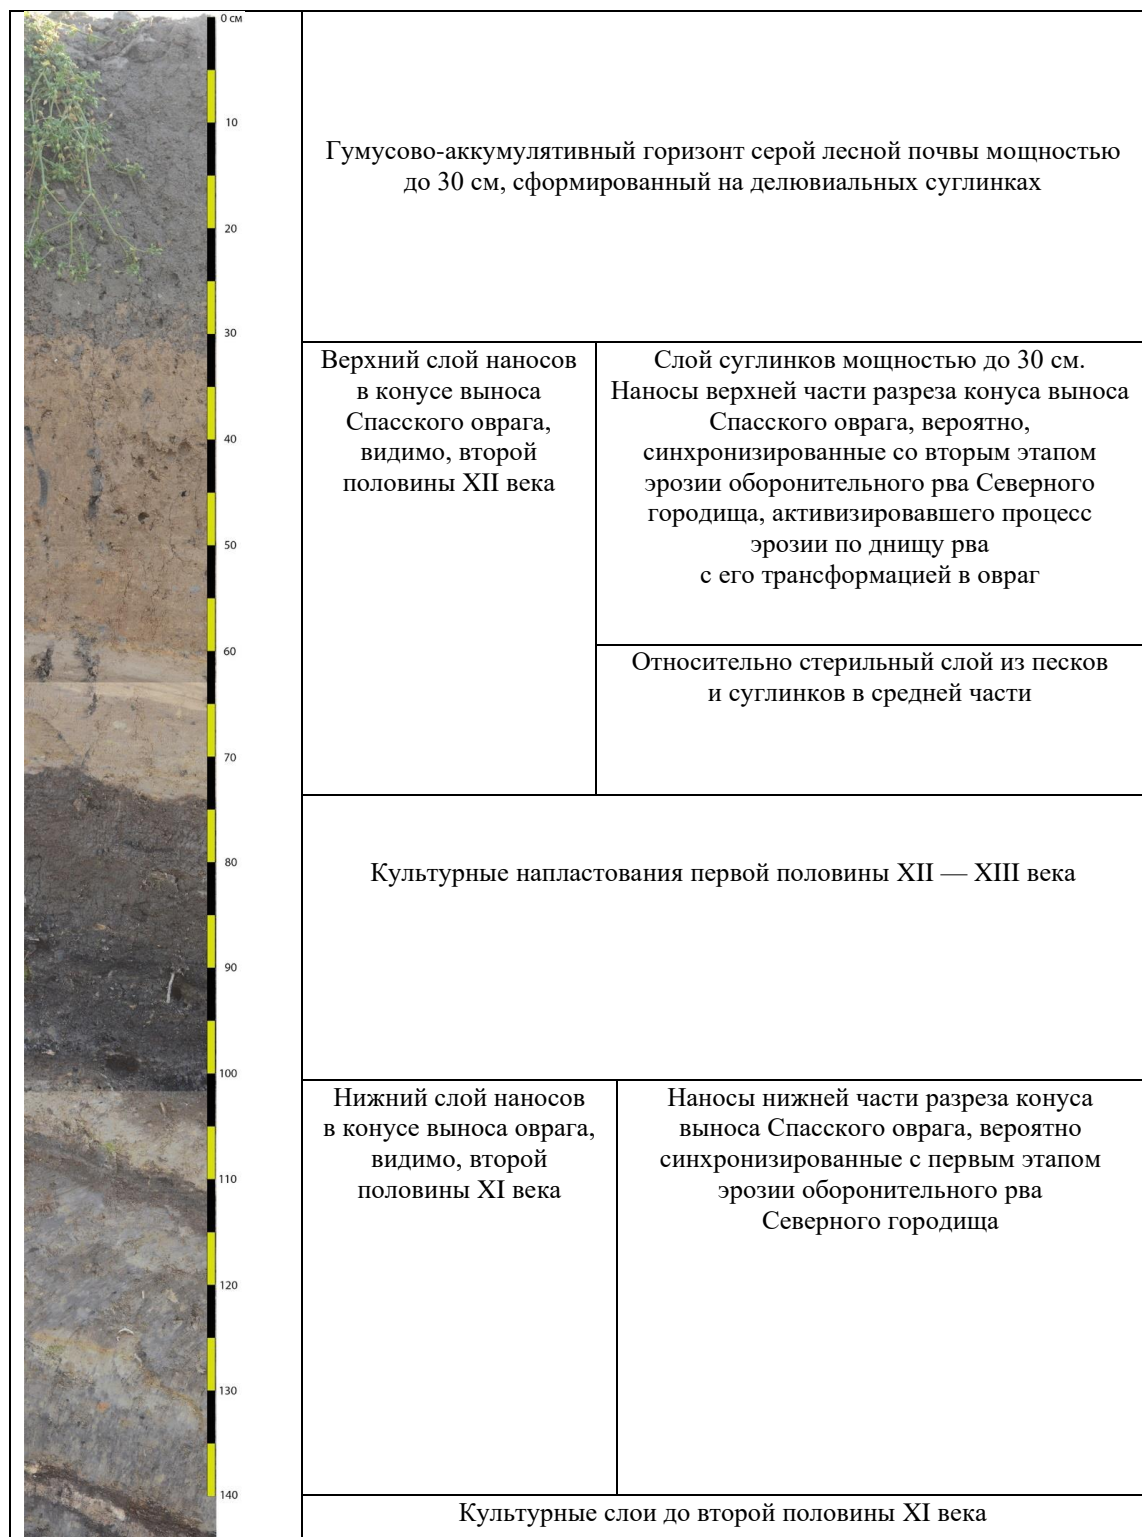 0 см
10
Гумусово-аккумулятивный горизонт серой лесной почвы мощностью
до 30 см, сформированный на делювиальных суглинках
20
30
Верхний слой наносов
в конусе выноса
Спасского оврага,
видимо, второй
половины XII века
Слой суглинков мощностью до 30 см.
Наносы верхней части разреза конуса выноса
Спасского оврага, вероятно,
синхронизированные со вторым этапом
эрозии оборонительного рва Северного
городища, активизировавшего процесс
эрозии по днищу рва
с его трансформацией в овраг
40
50
60
Относительно стерильный слой из песков
и суглинков в средней части
70
80
Культурные напластования первой половины XII — XIII века
90
100
Нижний слой наносов
в конусе выноса оврага,
видимо, второй
половины XI века
Наносы нижней части разреза конуса
выноса Спасского оврага, вероятно
синхронизированные с первым этапом
эрозии оборонительного рва
Северного городища
110
120
130
140
Культурные слои до второй половины XI века